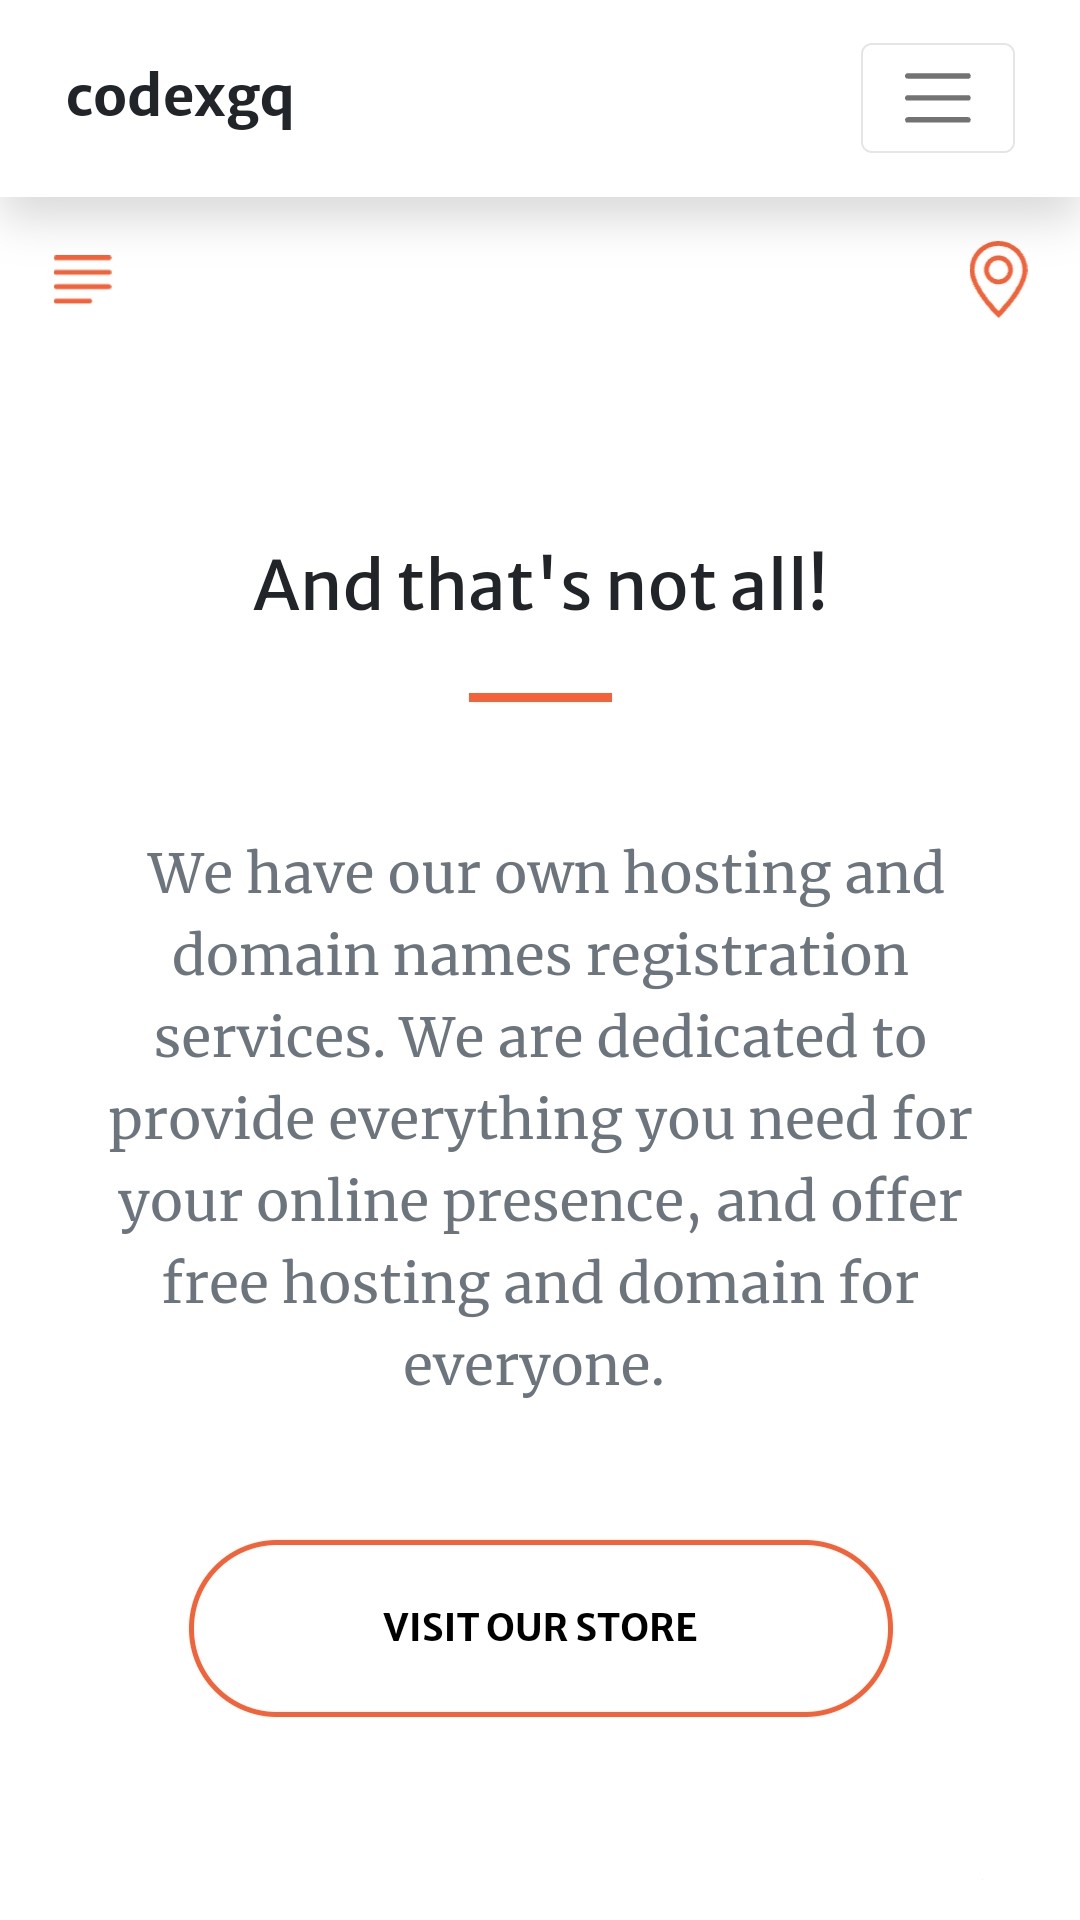 codexgq
And that's not all!
We have our own hosting and
domain names registration
services. We are dedicated to
provide everything you need for
your online presence, and offer
free hosting and domain for
everyone.
VISIT OUR STORE